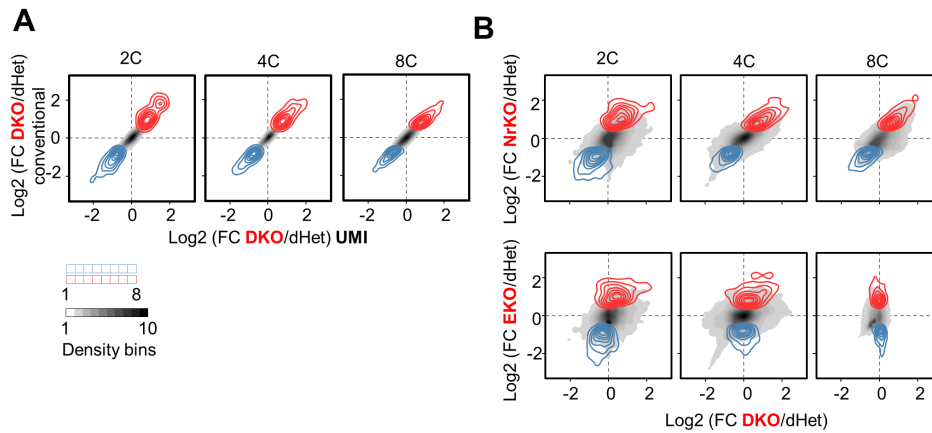 A
2C
4C
8C
Log2 (FC DKO/dHet)
conventional
2
0
-2
-2
0
2
-2
0
2
-2
0
2
Log2 (FC DKO/dHet) UMI
1
8
1
10
Density bins
B
2C
4C
8C
Log2 (FC NrKO/dHet)
2
0
-2
Log2 (FC EKO/dHet)
2
0
-2
-2
0
2
-2
0
2
-2
0
2
Log2 (FC DKO/dHet)